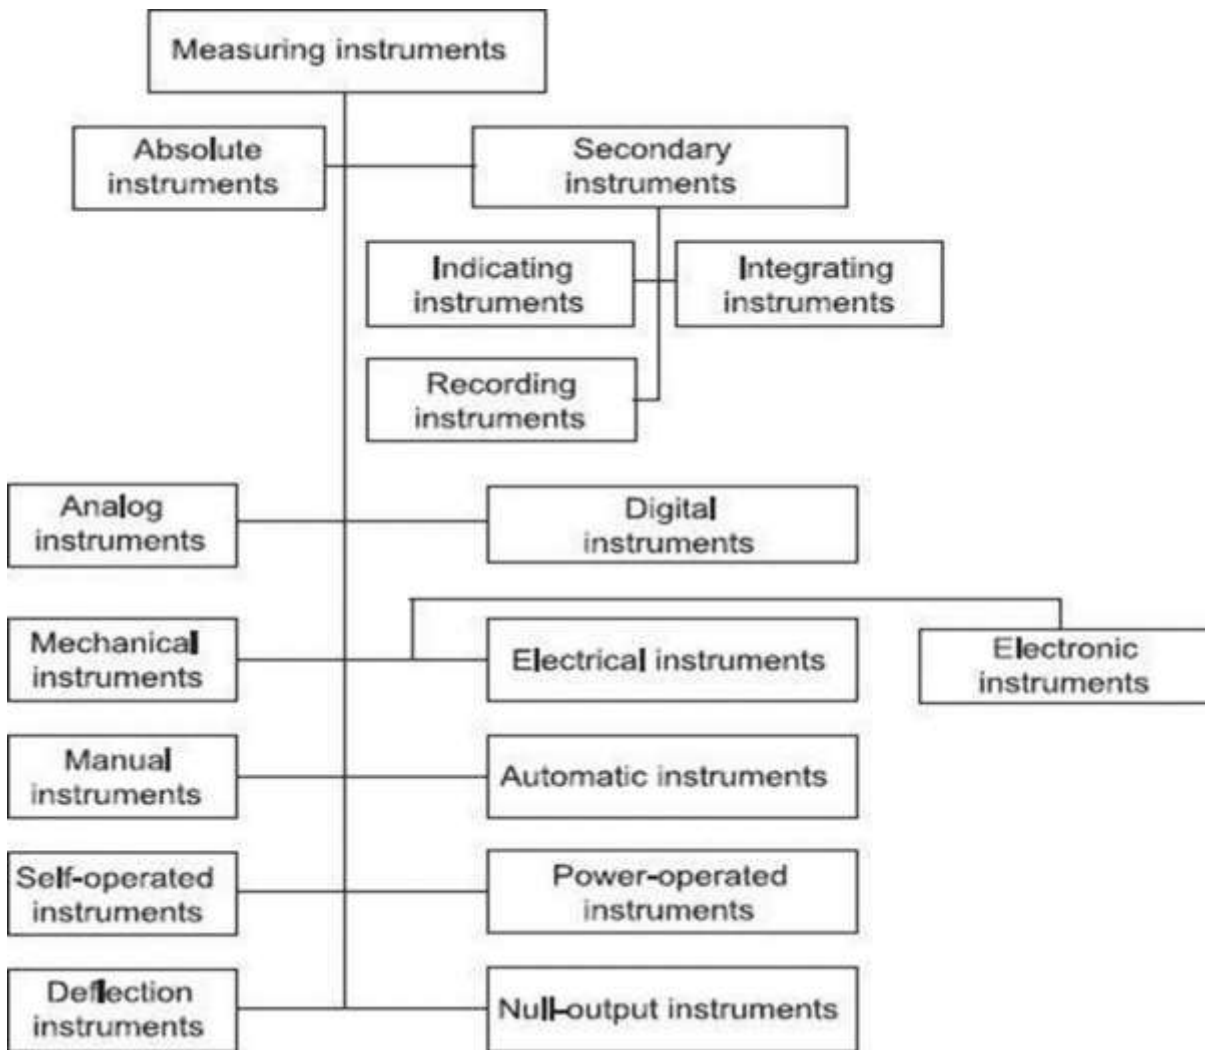 Measuring instruments
Absolute
instruments
Secondary
instruments
Indicating
instruments
Integrating
instruments
Recording
instruments
Analog
instruments
Digital
instruments
Mechanical
instruments
Electrical instruments
Electronic
instruments
Manual
instruments
Automatic instruments
Self-operated
instruments
Power-operated
instruments
Deflection
instruments
Null-output instruments